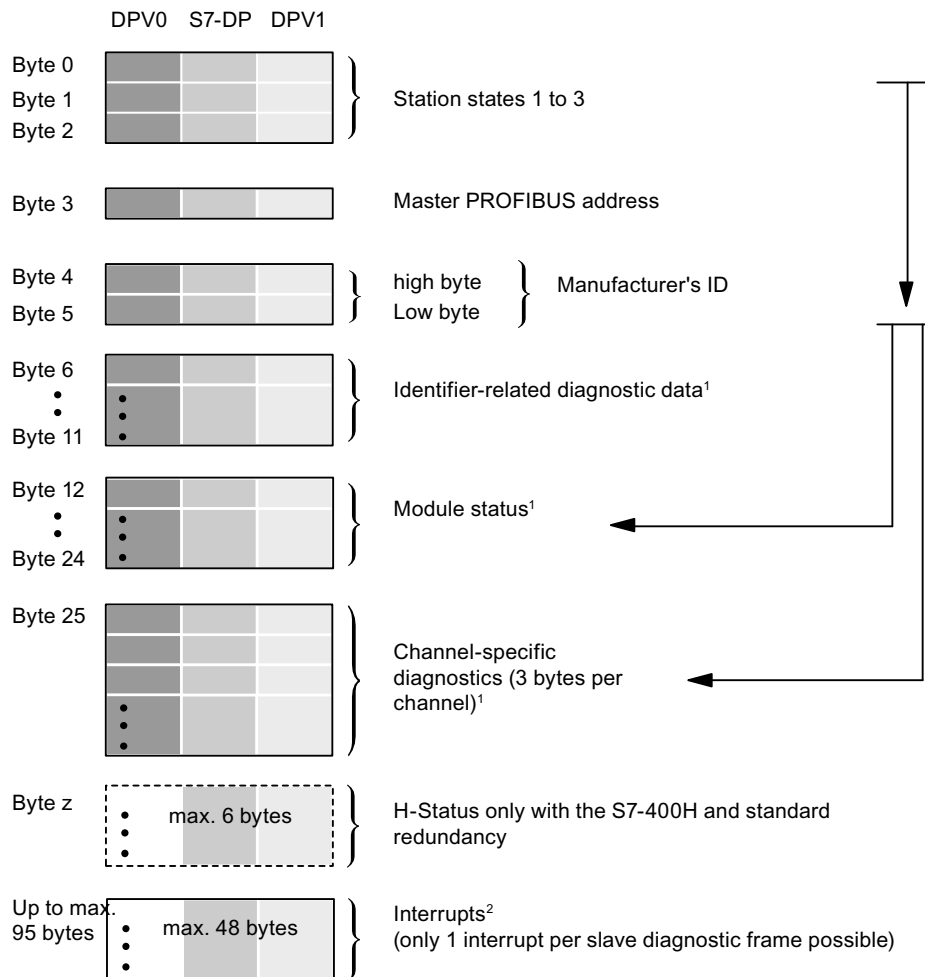 DPV0 S7-DP DPV1
Byte 0
Byte 1
Byte 2
Station states 1 to 3
Byte 3
Master PROFIBUS address
Byte 4
Byte 5
high byte
Low byte
Manufacturer's ID
Byte 6
Byte 11
Identifier-related diagnostic data¹
Byte 12
Byte 24
Module status¹
Byte 25
Channel-specific
diagnostics (3 bytes per
channel)¹
Byte z
max. 6 bytes
H-Status only with the S7-400H and standard
redundancy
Up to max.
95 bytes
max. 48 bytes
Interrupts²
(only 1 interrupt per slave diagnostic frame possible)